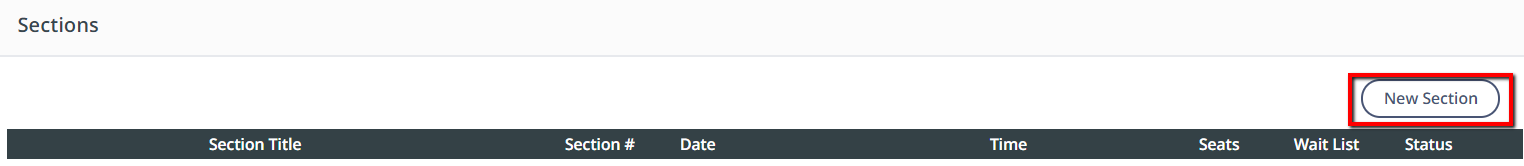 Sections
New Section
Section Title Section # Date Time Seats Wait List Status